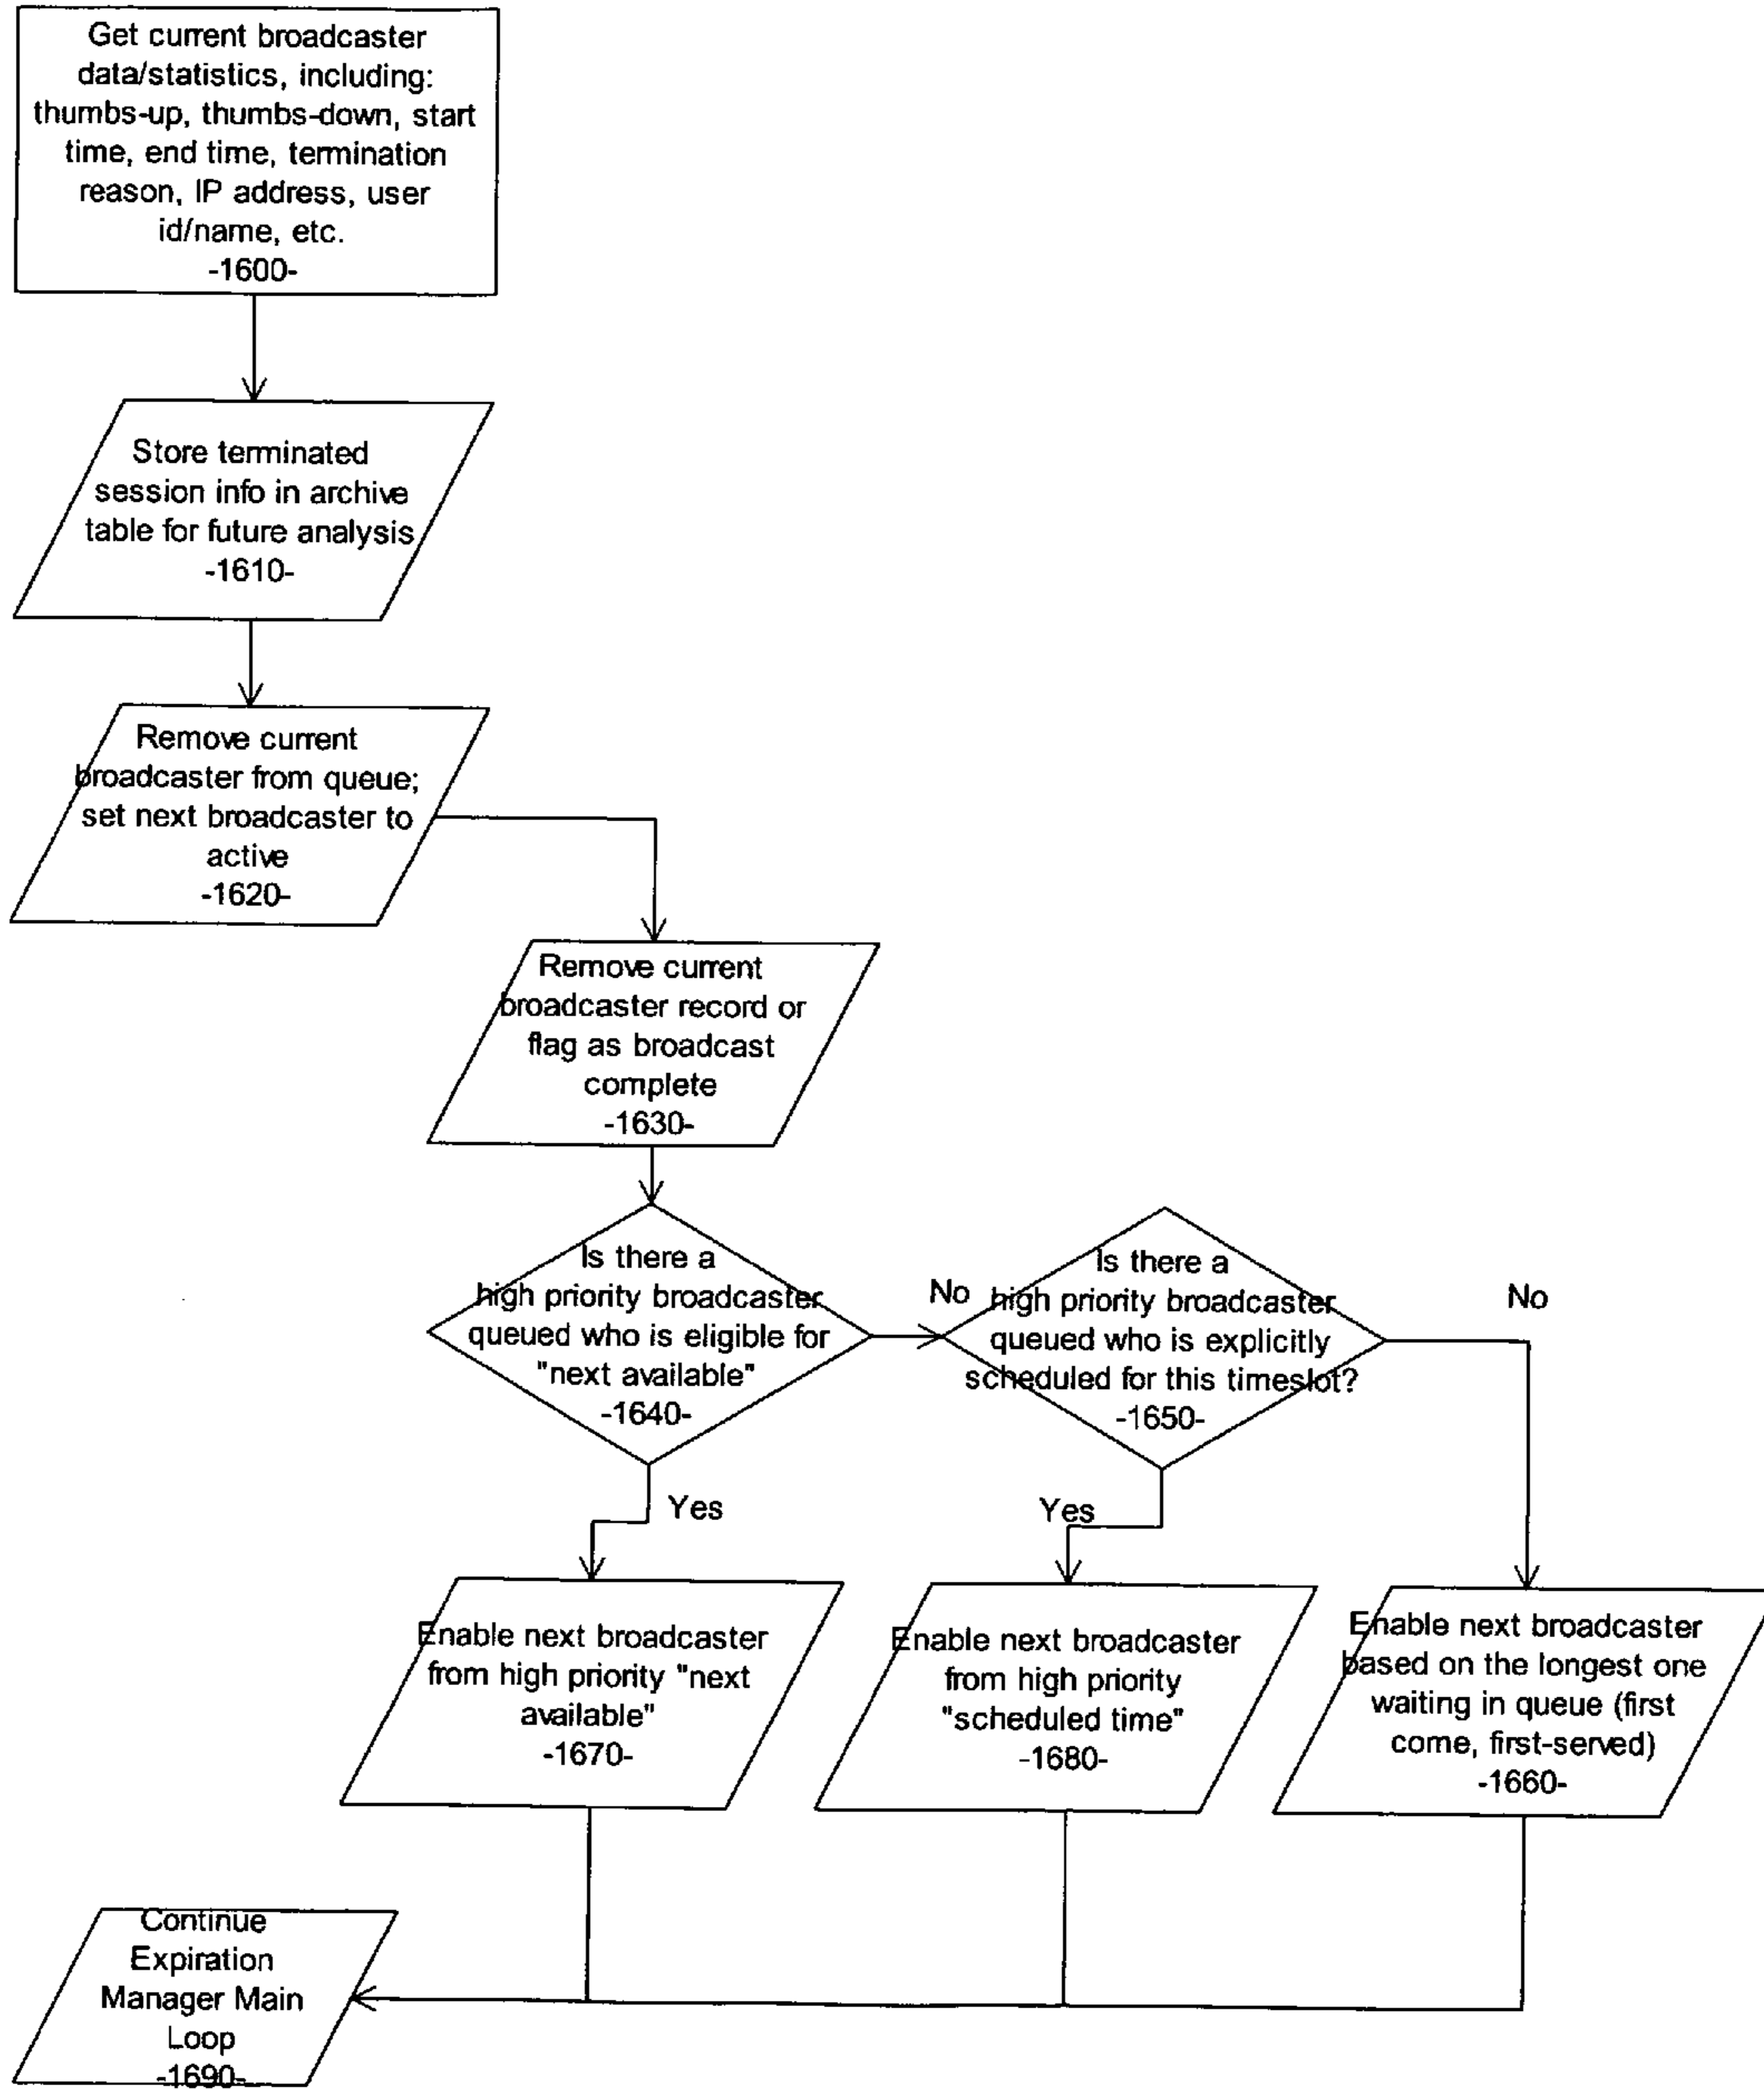 Get current broadcaster
data/statistics, including:
thumbs-up, thumbs-down, start
time, end time, termination
reason, IP address, user
id/name, etc.
-1600-
Store terminated
session info in archive
table for future analysis
-1610-
Remove current
broadcaster from queue;
set next broadcaster to
active
-1620-
Remove current
broadcaster record or
flag as broadcast
complete
-1630-
Is there a
high priority broadcaster
queued who is eligible for
"next available"
-1640-
No
Is there a
high priority broadcaster
queued who is explicitly
scheduled for this timeslot?
-1650-
No
Yes
Yes
Enable next broadcaster
from high priority "next
available"
-1670-
Enable next broadcaster
from high priority
"scheduled time"
-1680-
Enable next broadcaster
based on the longest one
waiting in queue (first
come, first-served)
-1660-
Continue
Expiration
Manager Main
Loop
-1690-